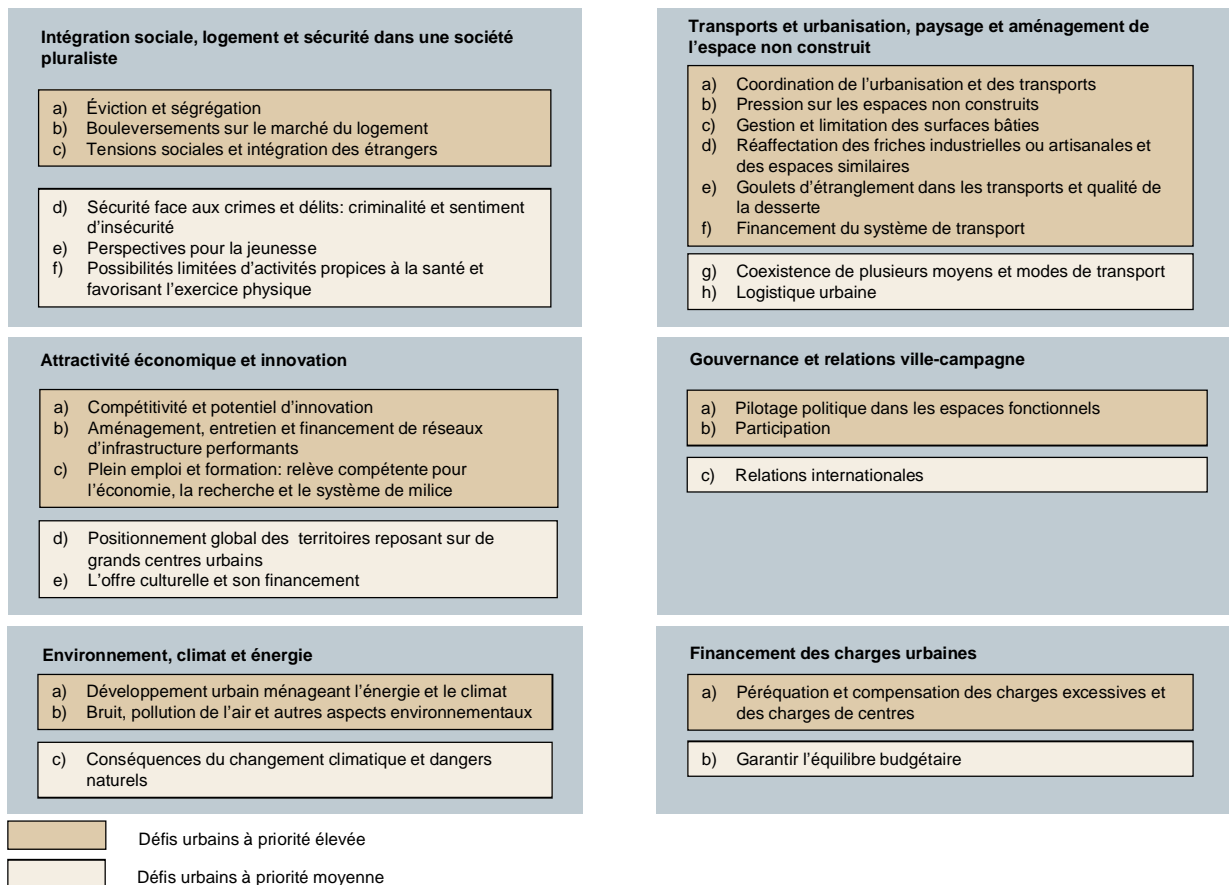 Intégration sociale, logement et sécurité dans une société
pluraliste
a) Éviction et ségrégation
b) Bouleversements sur le marché du logement
c) Tensions sociales et intégration des étrangers
d) Sécurité face aux crimes et délits: criminalité et sentiment
d’insécurité
e) Perspectives pour la jeunesse
f) Possibilités limitées d’activités propices à la santé et
favorisant l’exercice physique
Transports et urbanisation, paysage et aménagement de
l’espace non construit
a) Coordination de l’urbanisation et des transports
b) Pression sur les espaces non construits
c) Gestion et limitation des surfaces bâties
d) Réaffectation des friches industrielles ou artisanales et
des espaces similaires
e) Goulets d’étranglement dans les transports et qualité de
la desserte
f) Financement du système de transport
g) Coexistence de plusieurs moyens et modes de transport
h) Logistique urbaine
Attractivité économique et innovation
a) Compétitivité et potentiel d’innovation
b) Aménagement, entretien et financement de réseaux
d’infrastructure performants
c) Plein emploi et formation: relève compétente pour
l’économie, la recherche et le système de milice
d) Positionnement global des territoires reposant sur de
grands centres urbains
e) L’offre culturelle et son financement
Gouvernance et relations ville-campagne
a) Pilotage politique dans les espaces fonctionnels
b) Participation
c) Relations internationales
Environnement, climat et énergie
a) Développement urbain ménageant l’énergie et le climat
b) Bruit, pollution de l’air et autres aspects environnementaux
c) Conséquences du changement climatique et dangers
naturels
Financement des charges urbaines
a) Péréquation et compensation des charges excessives et
des charges de centres
b) Garantir l’équilibre budgétaire
Défis urbains à priorité élevée
Défis urbains à priorité moyenne